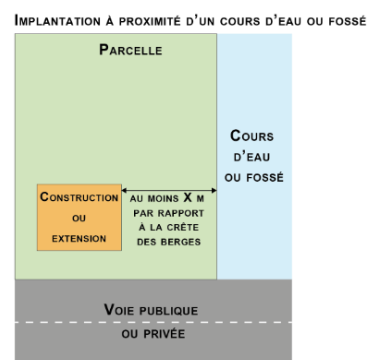 IMPLANTATION À PROXIMITÉ D'UN COURS D'EAU OU FOSSÉ
PARCELLE
COURS
D'EAU
OU FOSSÉ
CONSTRUCTION
OU
EXTENSION
AU MOINS X M
PAR RAPPORT
À LA CRÊTE
DES BERGES
VOIE PUBLIQUE
OU PRIVÉE